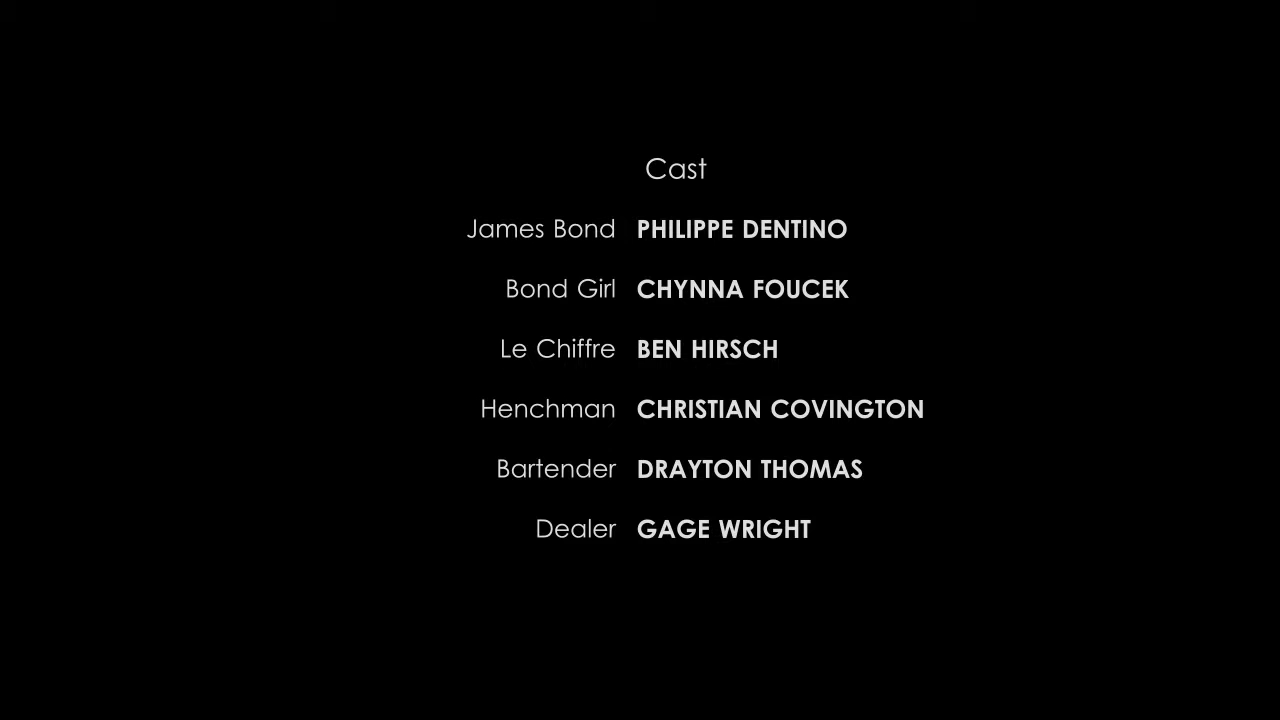 Cast
James Bond PHILIPPE DENTINO
Bond Girl CHYNNA FOUCEK
Le Chiffre BEN HIRSCH
Henchman CHRISTIAN COVINGTON
Bartender DRAYTON THOMAS
Dealer GAGE WRIGHT